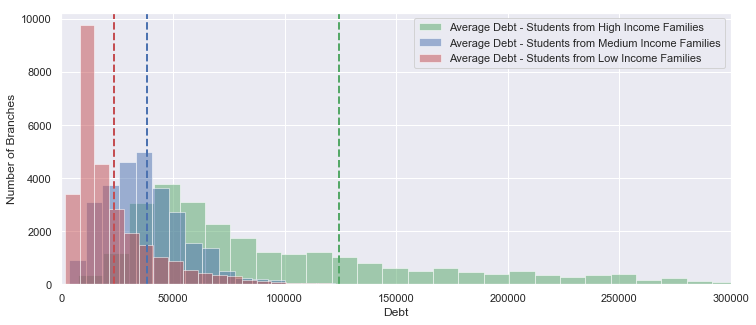 10000
8000
6000
4000
2000
0
Number of Branches
Average Debt - Students from High Income Families
Average Debt - Students from Medium Income Families
Average Debt - Students from Low Income Families
0 50000 100000 150000 200000 250000 300000
Debt